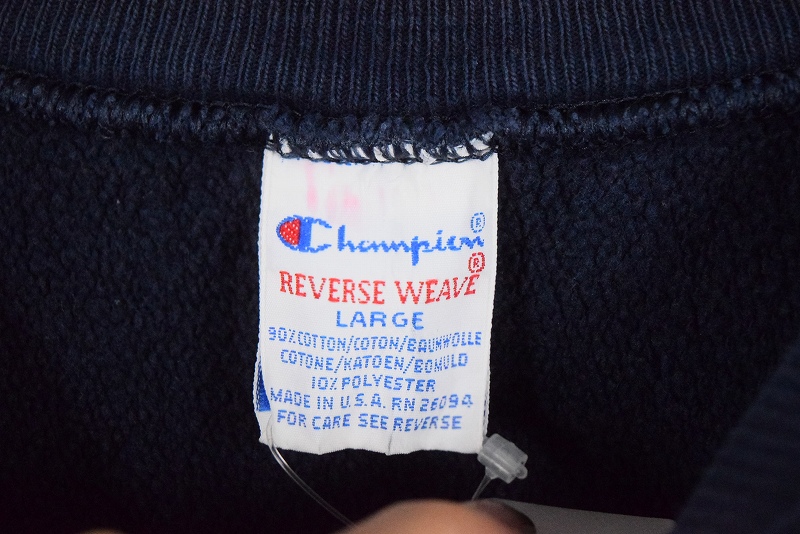 Champion®
REVERSE WEAVE®
LARGE
90% COTTON/COTON/BAUMWOLLE
COTONE/KATOEN/BOMULD
10% POLYESTER
MADE IN U.S.A. RN 26094
FOR CARE SEE REVERSE